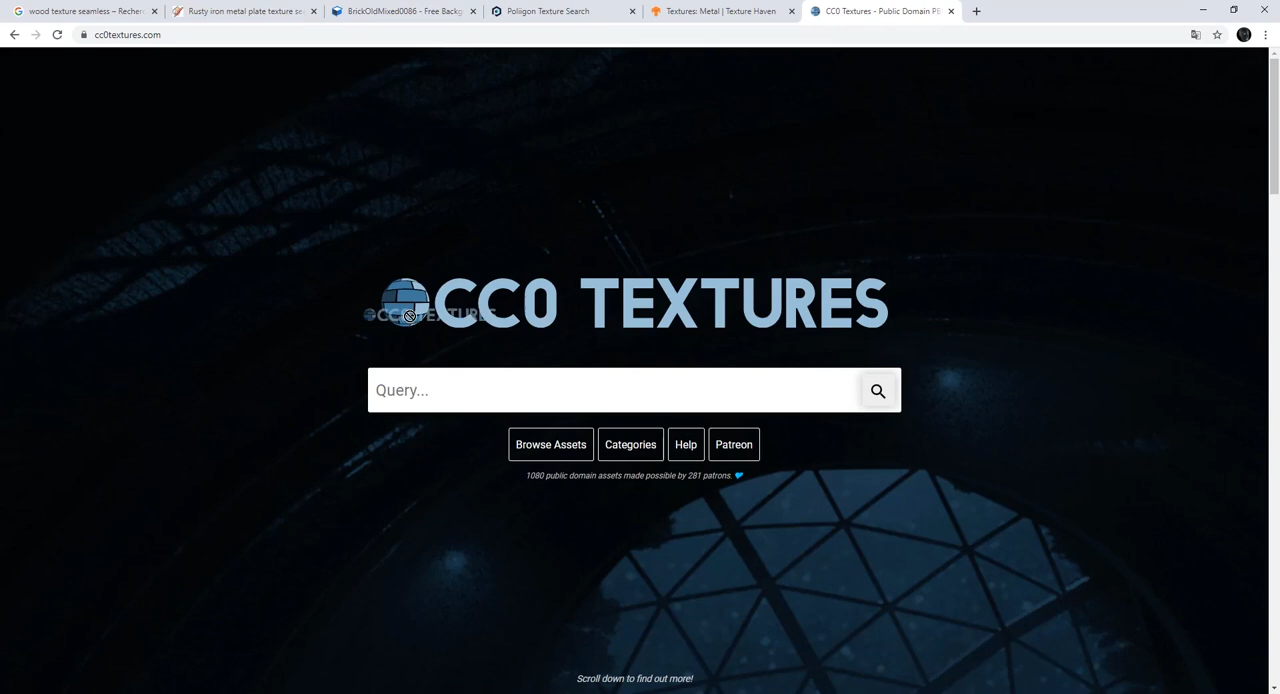 wood texture seamless – Recher
Rusty iron metal plate texture se
BrickOldMixed0086 - Free Backg
Poliigon Texture Search
Textures: Metal | Texture Haven
CC0 Textures - Public Domain PB
cc0textures.com
CC0 TEXTURES
CC0 TEXTURES
Query...
Browse Assets
Categories
Help
Patreon
1080 public domain assets made possible by 281 patrons.
Scroll down to find out more!